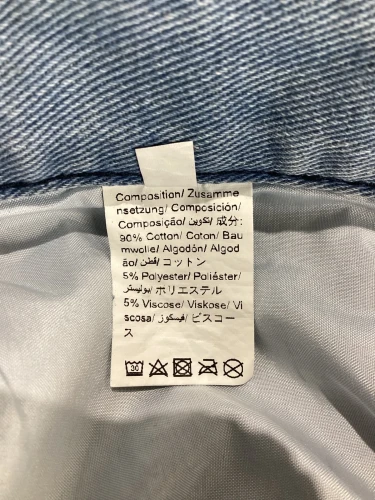 Composition/ Zusamme
nsetzung/ Composición/
Composição/ تكوين/ 成分:
90% Cotton/ Coton/ Bau
mwolle/ Algodón/ Algod
ão/ قطن/ コットン
5% Polyester/ Poliéster/
بوليستر/ ポリエステル
5% Viscose/ Viskose/ Vi
scosa/ فيسكوز/ ビスコー
ス
30